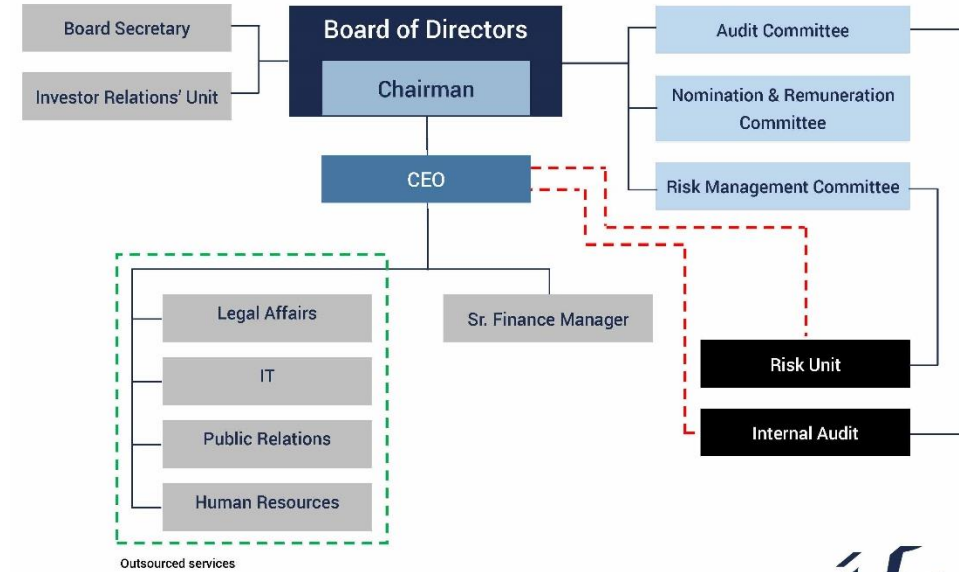 Board Secretary
Investor Relations' Unit
Board of Directors
Chairman
CEO
Audit Committee
Nomination & Remuneration
Committee
Risk Management Committee
Legal Affairs
IT
Public Relations
Human Resources
Sr. Finance Manager
Risk Unit
Internal Audit
Outsourced services